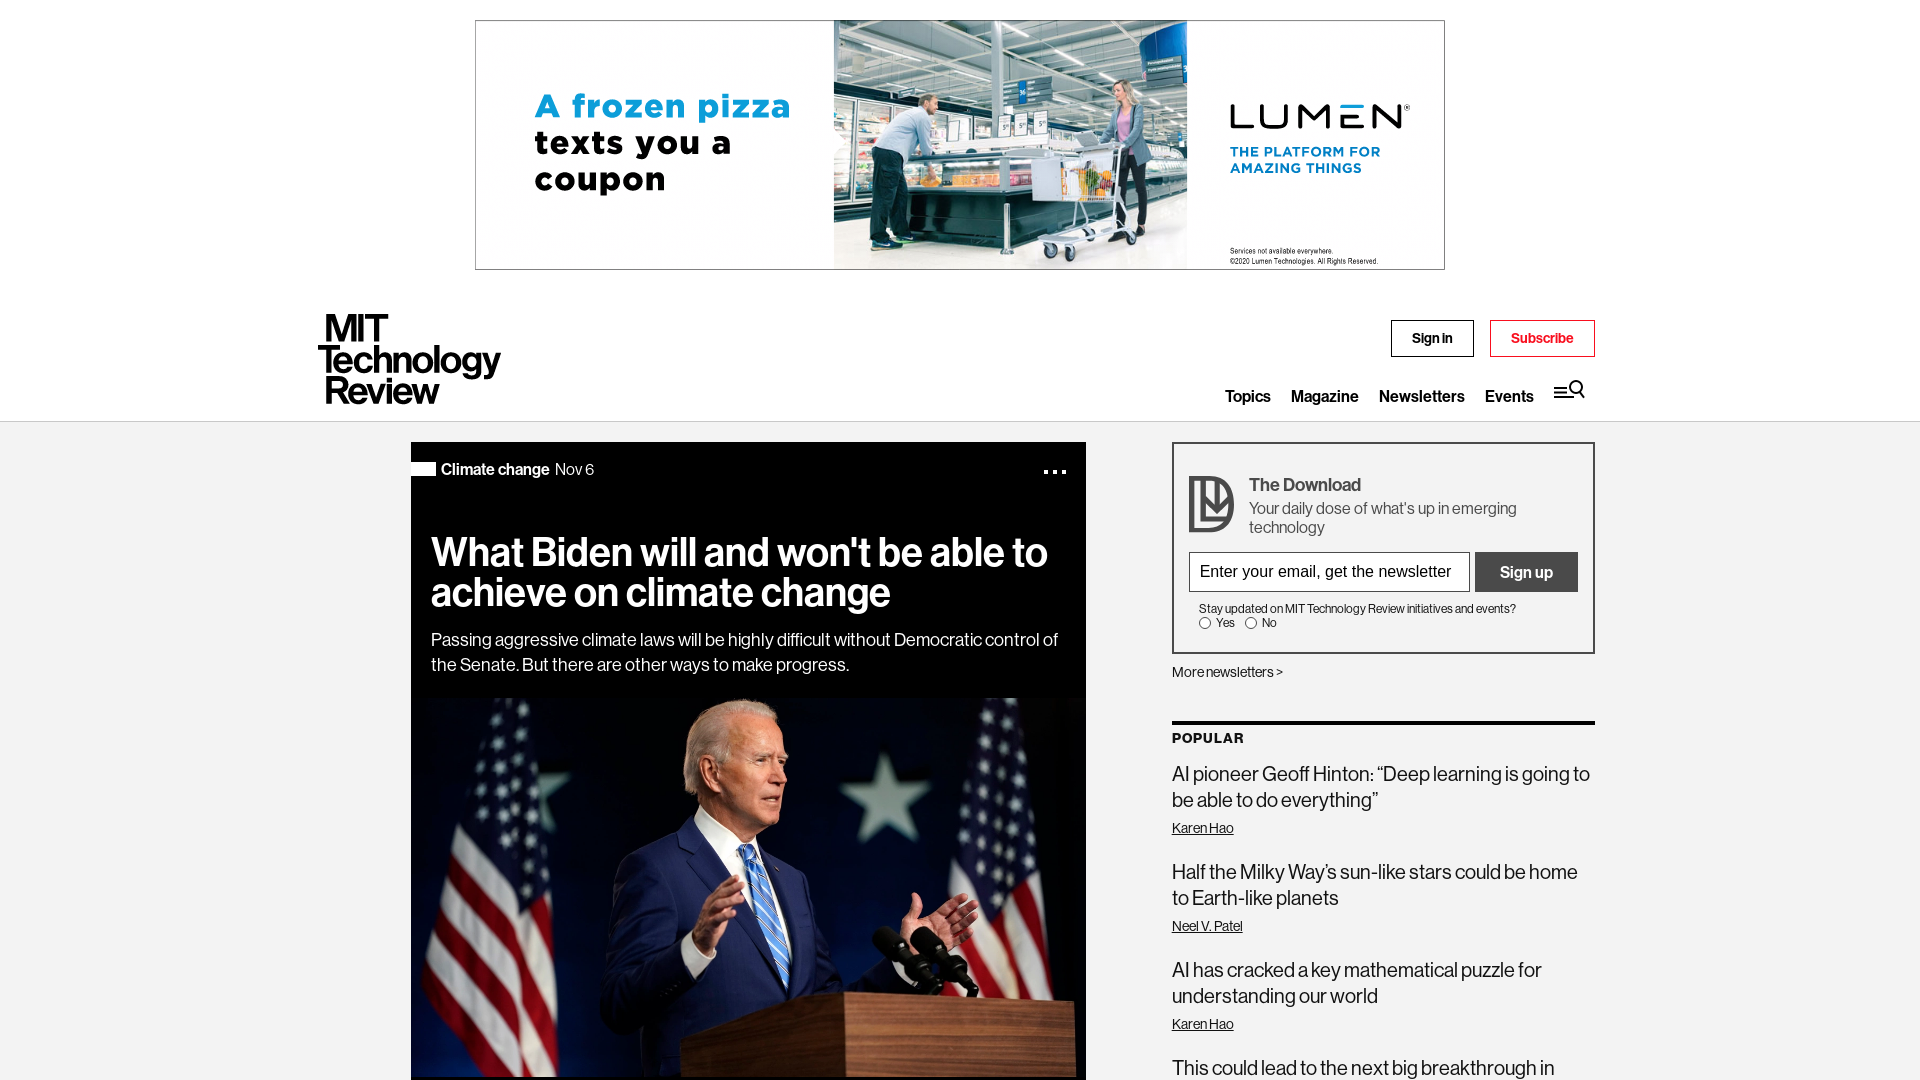 A frozen pizza
texts you a
coupon
LUMEN®
THE PLATFORM FOR
AMAZING THINGS
Services not available everywhere.
©2020 Lumen Technologies. All Rights Reserved.
MIT
Technology
Review
Sign in
Subscribe
Topics
Magazine
Newsletters
Events
Climate change Nov 6
What Biden will and won't be able to
achieve on climate change
Passing aggressive climate laws will be highly difficult without Democratic control of
the Senate. But there are other ways to make progress.
The Download
Your daily dose of what's up in emerging
technology
Enter your email, get the newsletter
Sign up
Stay updated on MIT Technology Review initiatives and events?
Yes No
More newsletters >
POPULAR
AI pioneer Geoff Hinton: “Deep learning is going to
be able to do everything”
Karen Hao
Half the Milky Way’s sun-like stars could be home
to Earth-like planets
Neel V. Patel
AI has cracked a key mathematical puzzle for
understanding our world
Karen Hao
This could lead to the next big breakthrough in